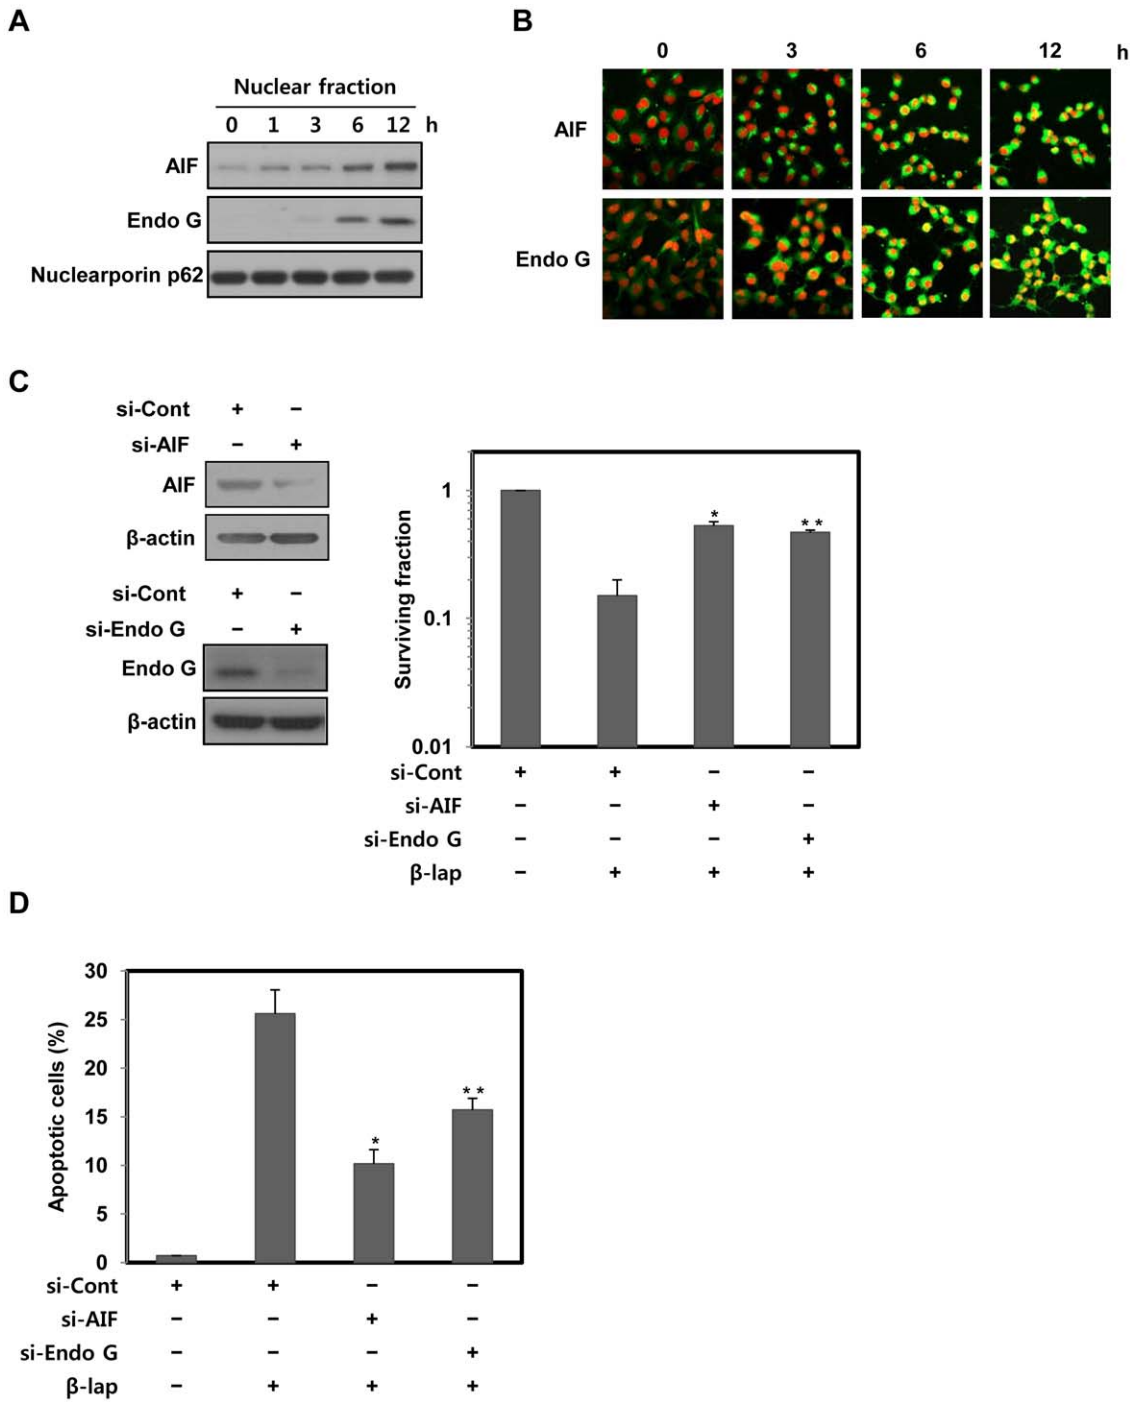 A
Nuclear fraction
0 1 3 6 12 h
AIF
Endo G
Nuclearporin p62
B
0 3 6 12 h
AIF
Endo G
C
si-Cont + −
si-AIF − +
AIF
β-actin
si-Cont + −
si-Endo G − +
Endo G
β-actin
Surviving fraction
1
0.1
0.01
*
**
si-Cont + + − −
si-AIF − − + −
si-Endo G − − − +
β-lap − + + +
D
Apoptotic cells (%)
30
25
20
15
10
5
0
*
**
si-Cont + + − −
si-AIF − − + −
si-Endo G − − − +
β-lap − + + +